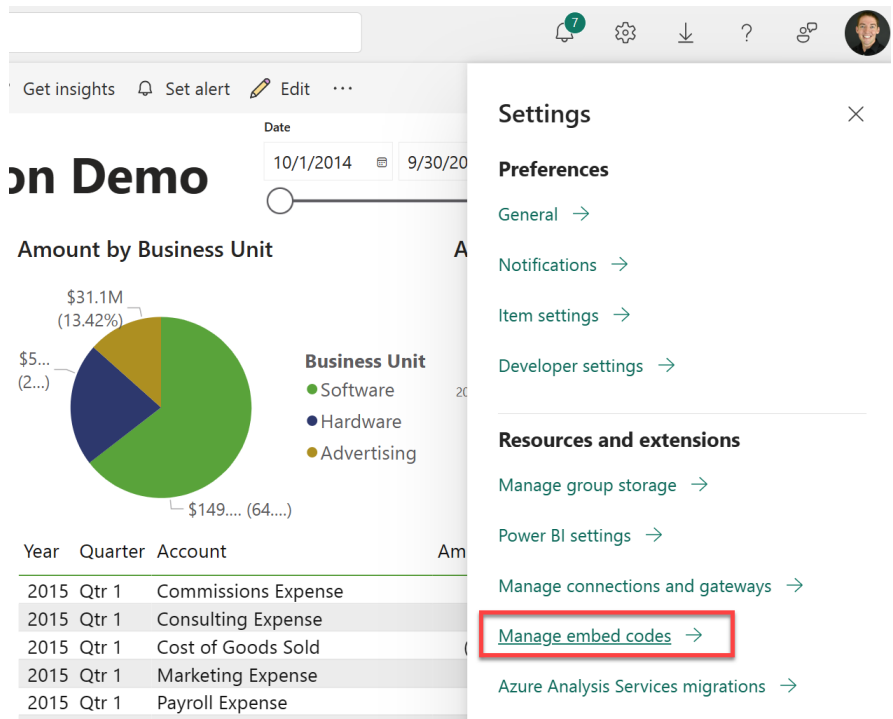 7
Get insights Set alert Edit ...
on Demo
Date
10/1/2014 9/30/20
Amount by Business Unit
A
$31.1M
(13.42%)
$5...
(2...)
$149.... (64....)
Business Unit
Software
Hardware
Advertising
20
Year Quarter Account Am
2015 Qtr 1 Commissions Expense
2015 Qtr 1 Consulting Expense
2015 Qtr 1 Cost of Goods Sold (
2015 Qtr 1 Marketing Expense
2015 Qtr 1 Payroll Expense
Settings
Preferences
General
Notifications
Item settings
Developer settings
Resources and extensions
Manage group storage
Power BI settings
Manage connections and gateways
Manage embed codes
Azure Analysis Services migrations